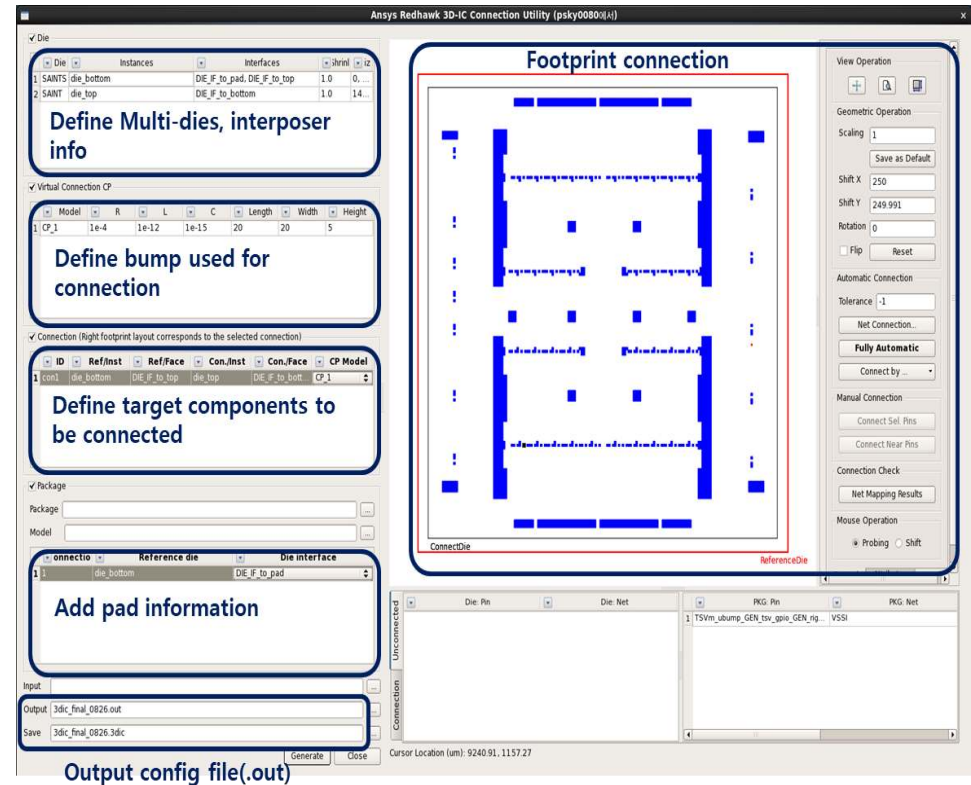 Ansys Redhawk 3D-IC Connection Utility (psky0080에서)
x
Die
Die Instances Interfaces shrinl iz
1 SAINTS die_bottom DIE_IF_to_pad, DIE_IF_to_top 1.0 0, ...
2 SAINT die_top DIE_IF_to_bottom 1.0 14...
Define Multi-dies, interposer
info
Virtual Connection CP
Model R L C Length Width Height
1 CP_1 1e-4 1e-12 1e-15 20 20 5
Define bump used for
connection
Connection (Right footprint layout corresponds to the selected connection)
ID Ref/Inst Ref/Face Con./Inst Con./Face CP Model
1 con1 die_bottom DIE_IF_to_top die_top DIE_IF_to_bott... CP_1
Define target components to
be connected
Package
Package ...
Model ...
onnectio Reference die Die interface
1 1 die_bottom DIE_IF_to_pad
Add pad information
Input ...
Output 3dic_final_0826.out
Save 3dic_final_0826.3dic
Generate Close
Output config file(.out)
Footprint connection
ConnectDie
ReferenceDie
View Operation
Geometric Operation
Scaling 1
Save as Default
Shift X 250
Shift Y 249.991
Rotation 0
Flip Reset
Automatic Connection
Tolerance -1
Net Connection...
Fully Automatic
Connect by ...
Manual Connection
Connect Sel Pins
Connect Near Pins
Connection Check
Net Mapping Results
Mouse Operation
Probing Shift
Unconnected
Connection
Die: Pin Die: Net
PKG: Pin PKG: Net
1 TSVm_ubump_GEN_tsv_gpio_GEN_rig... VSSI
Cursor Location (um): 9240.91, 1157.27